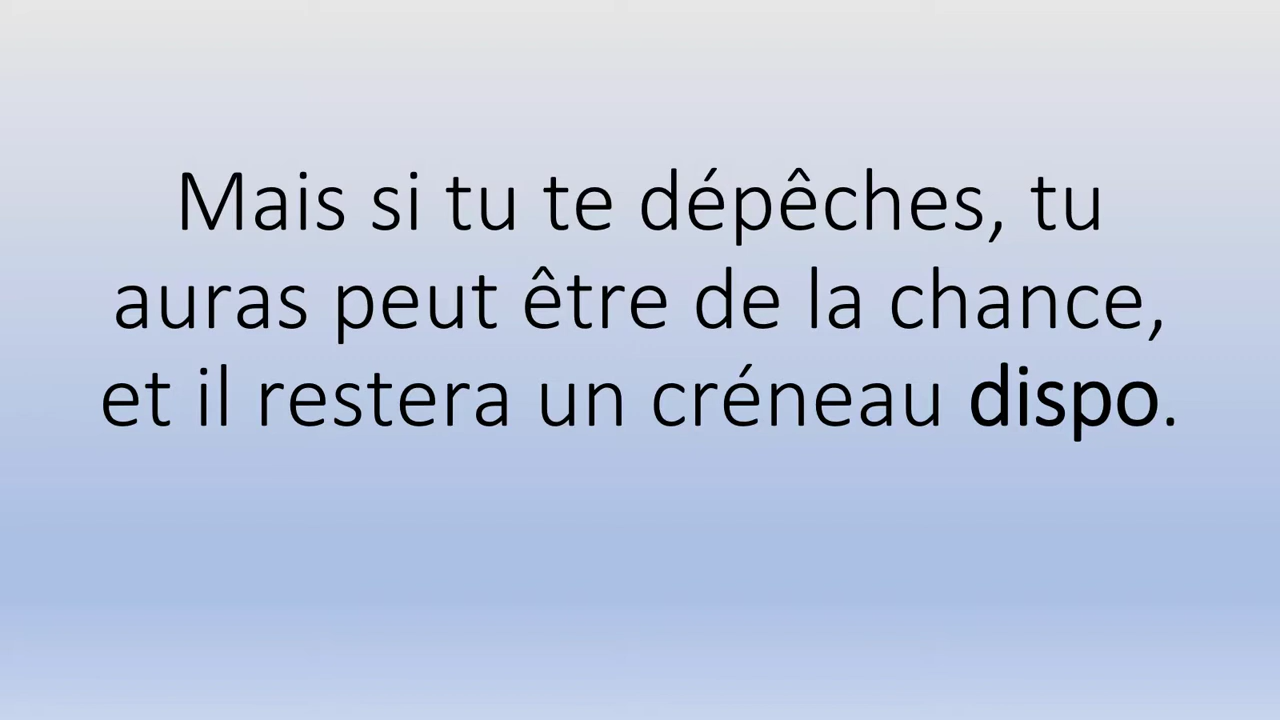 Mais si tu te dépêches, tu
auras peut être de la chance,
et il restera un créneau dispo.